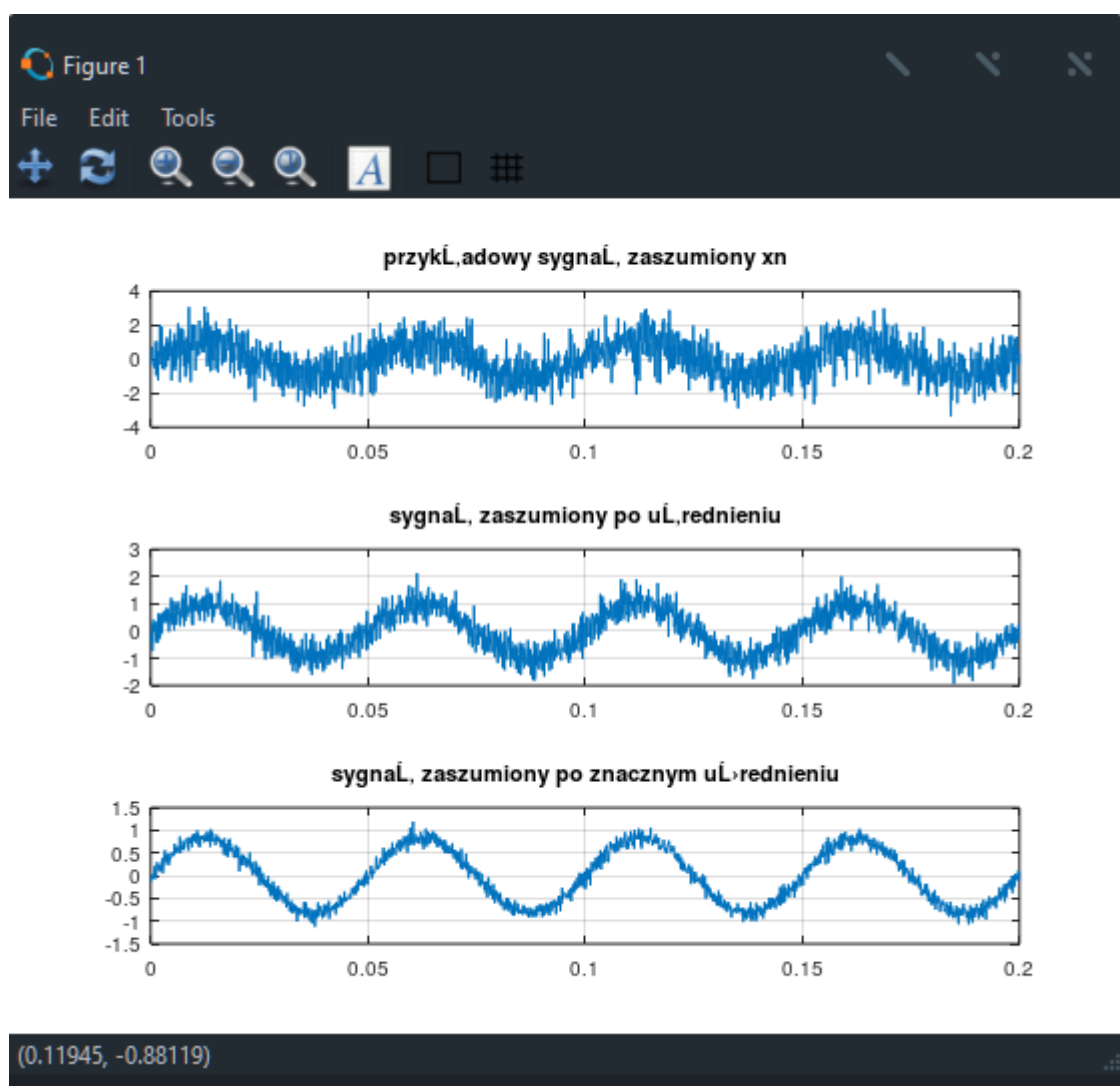 Figure 1
File Edit Tools
A
przykĹ‚adowy sygnaĹ‚ zaszumiony xn
4
2
0
-2
-4
0 0.05 0.1 0.15 0.2
sygnaĹ‚ zaszumiony po uĹ‚rednieniu
3
2
1
0
-1
-2
0 0.05 0.1 0.15 0.2
sygnaĹ‚ zaszumiony po znacznym uĹ›rednieniu
1.5
1
0.5
0
-0.5
-1
-1.5
0 0.05 0.1 0.15 0.2
(0.11945, -0.88119)